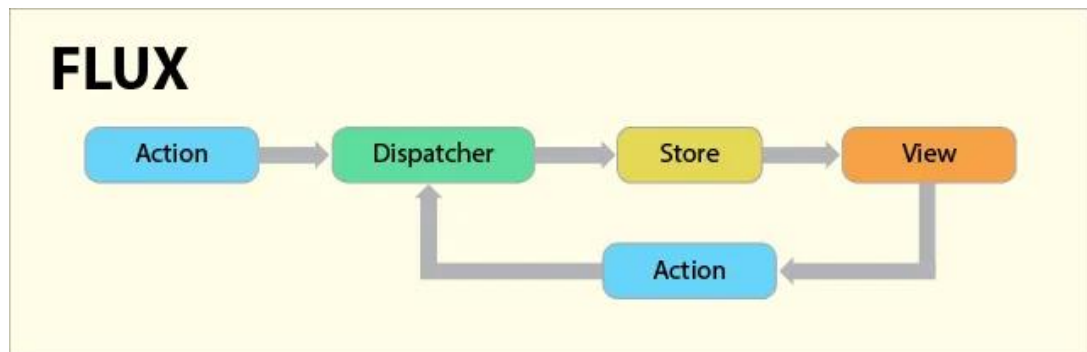 FLUX
Action
Dispatcher
Store
View
Action